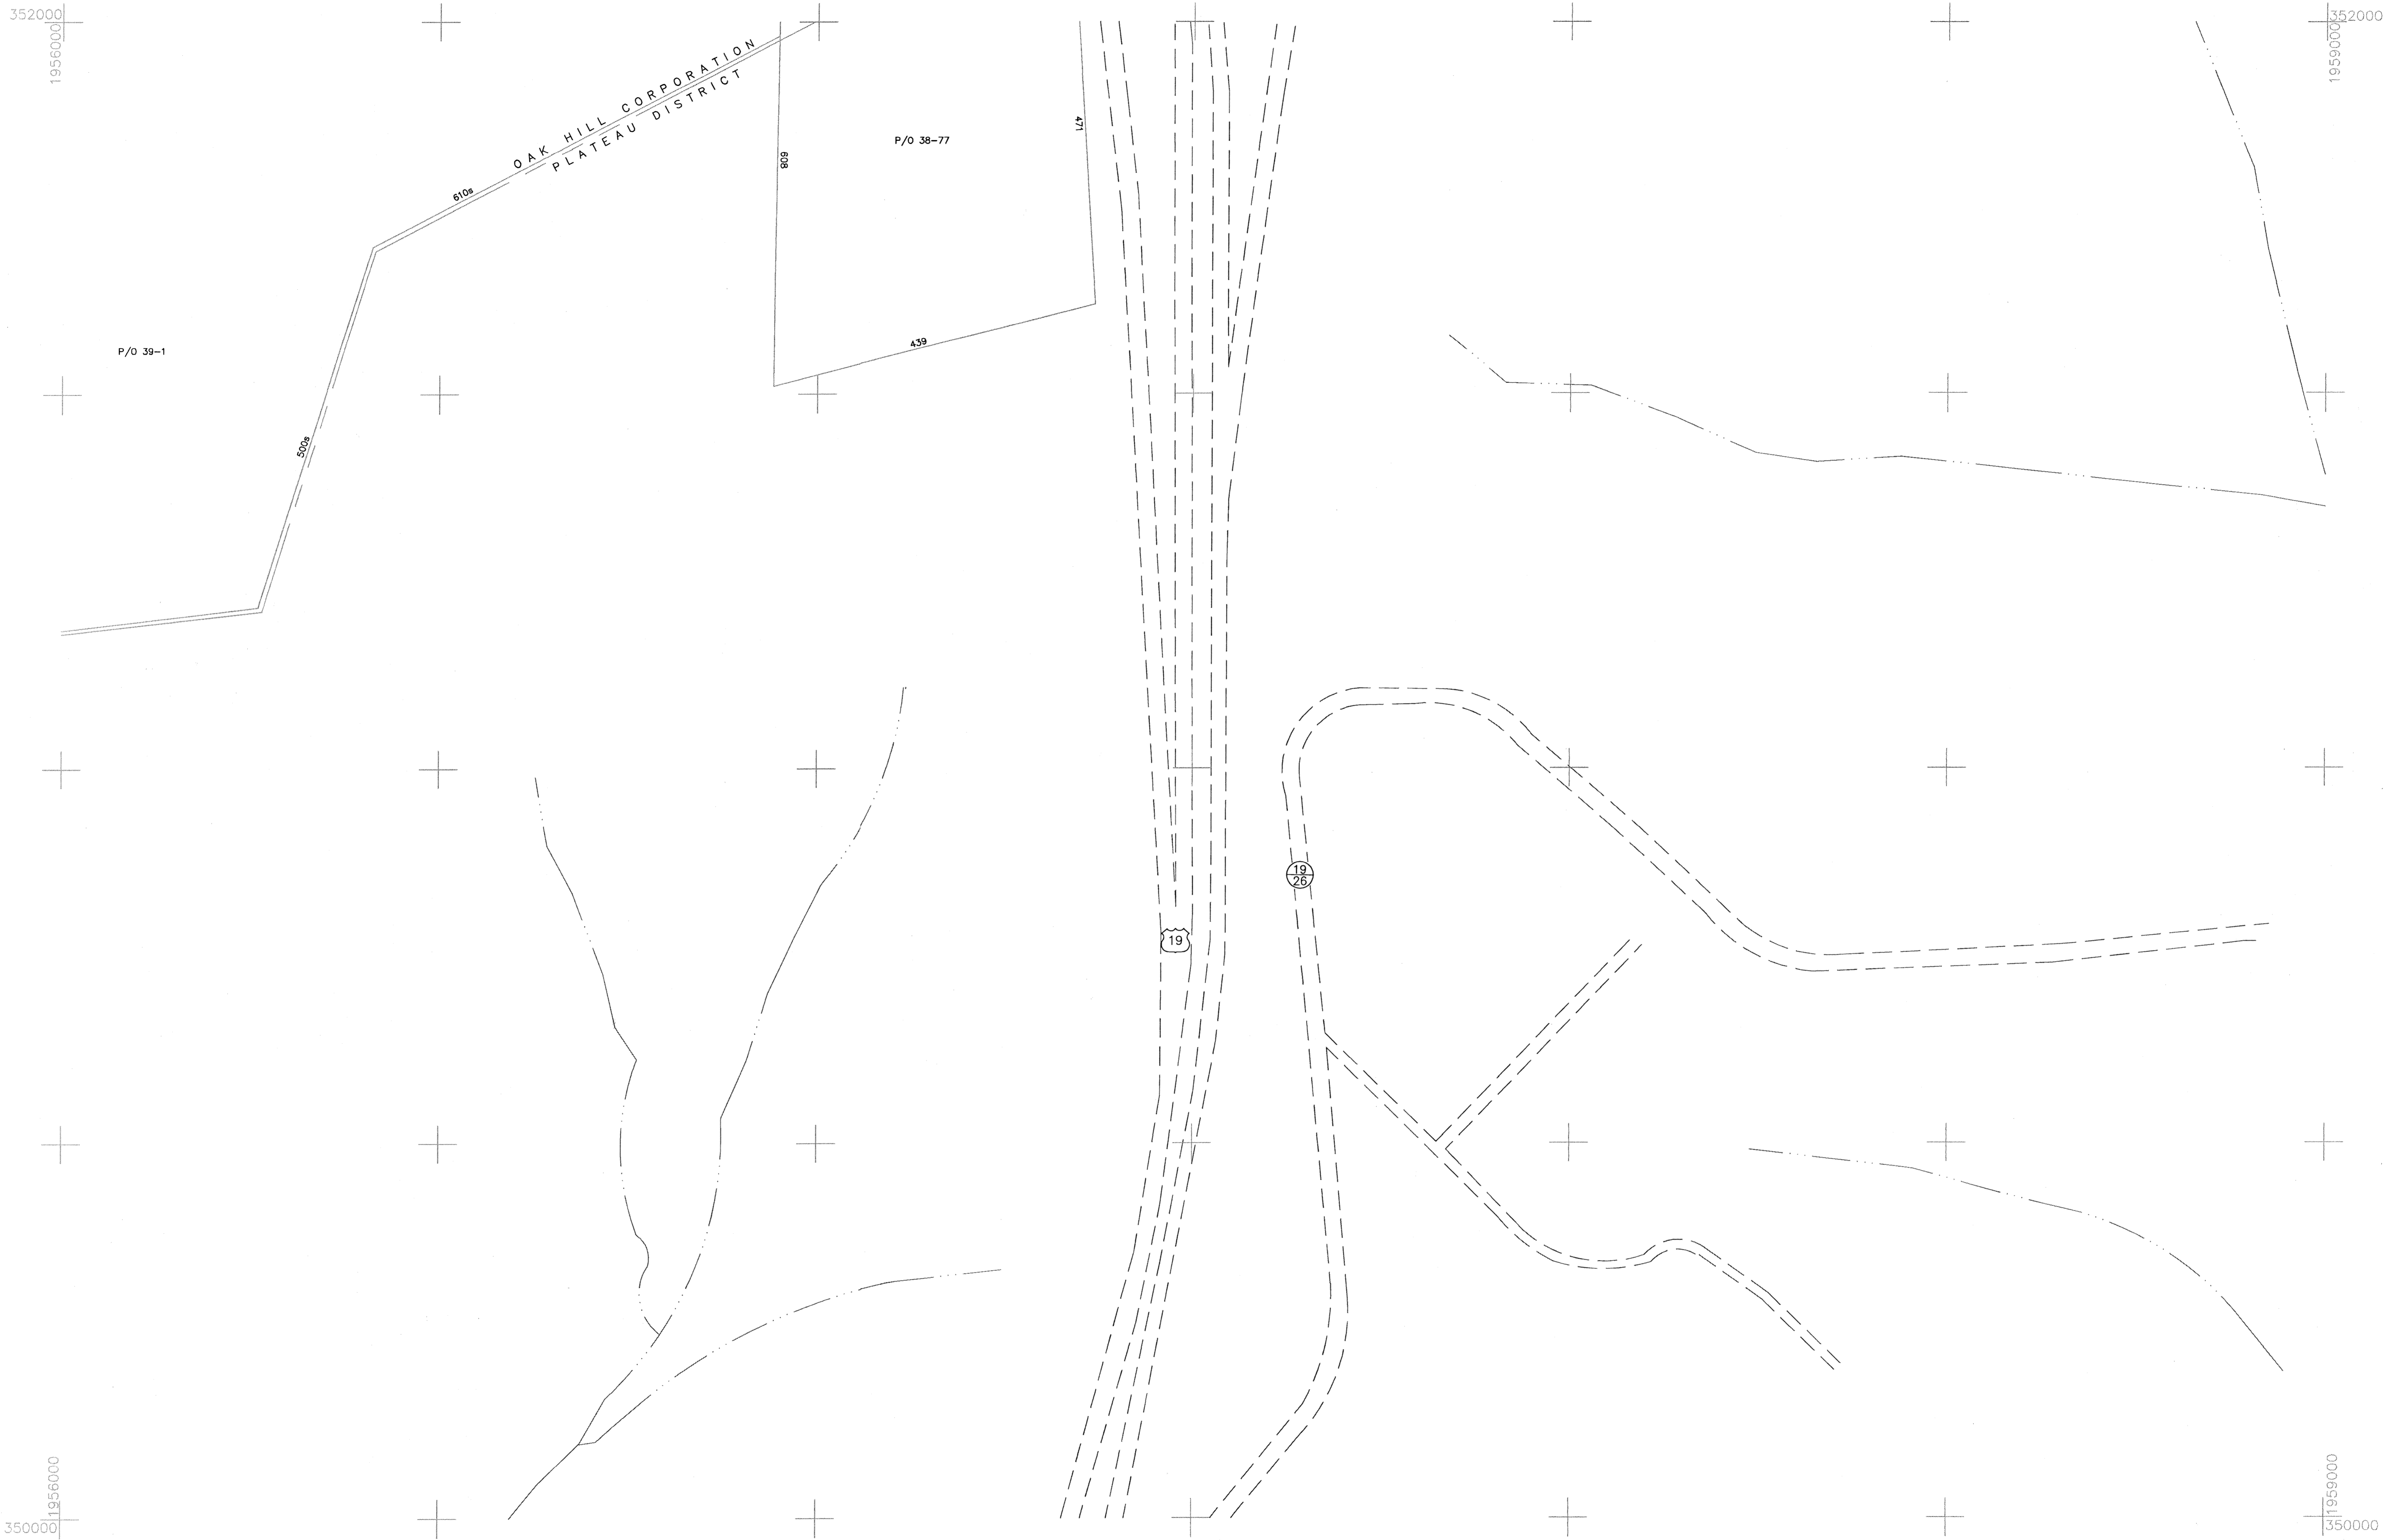 352000
352000
1956000
1959000
OAK HILL CORPORATION
PLATEAU DISTRICT
471
P/O 38-77
608
610s
439
P/O 39-1
500s
19
26
19
1956000
1959000
350000
350000